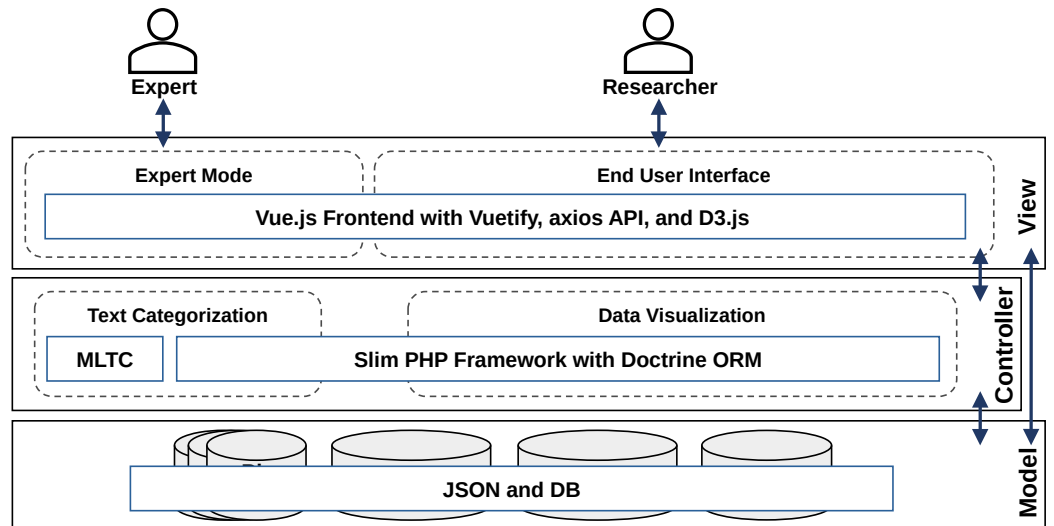 Expert
Researcher
Expert Mode
End User Interface
Vue.js Frontend with Vuetify, axios API, and D3.js
View
Text Categorization
Data Visualization
MLTC
Slim PHP Framework with Doctrine ORM
Controller
JSON and DB
Model